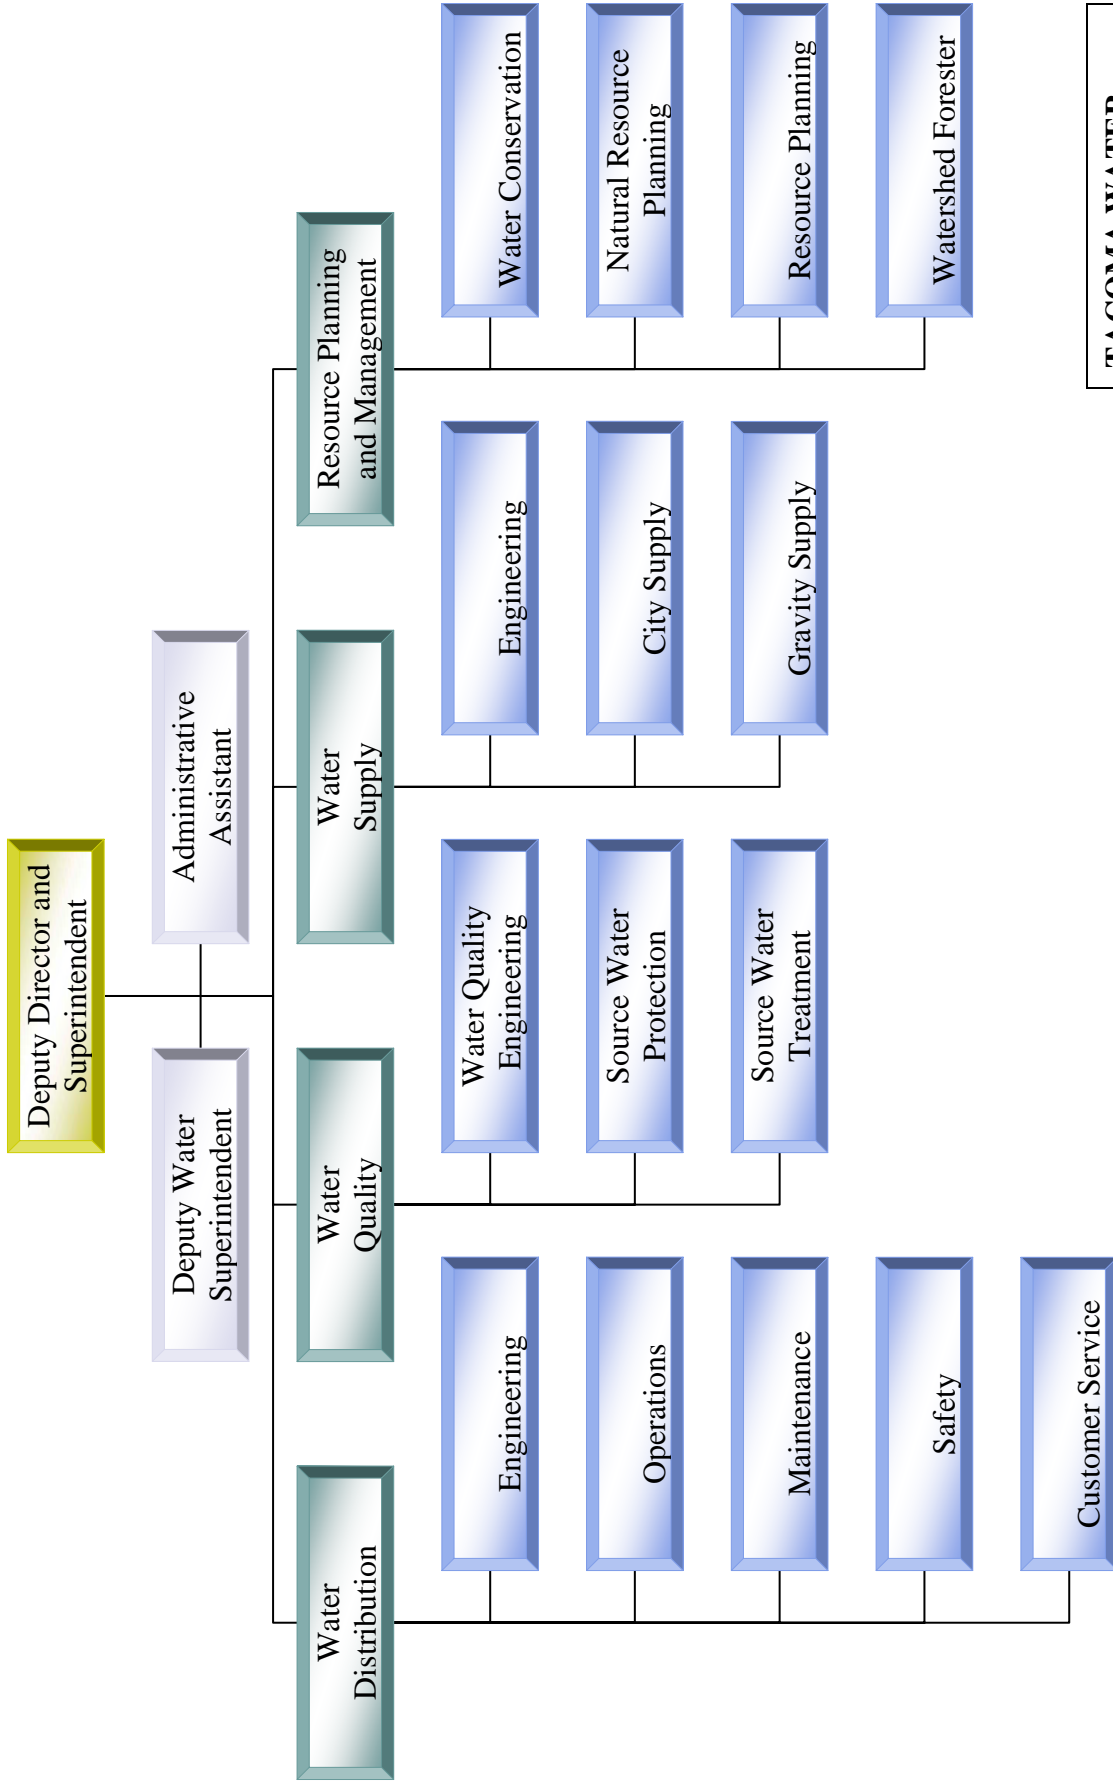 Deputy Director and
Superintendent
Deputy Water
Superintendent
Administrative
Assistant
Water
Distribution
Engineering
Operations
Maintenance
Safety
Customer Service
Water
Quality
Water Quality
Engineering
Source Water
Protection
Source Water
Treatment
Water
Supply
Engineering
City Supply
Gravity Supply
Resource Planning
and Management
Water Conservation
Natural Resource
Planning
Resource Planning
Watershed Forester
TACOMA WATER